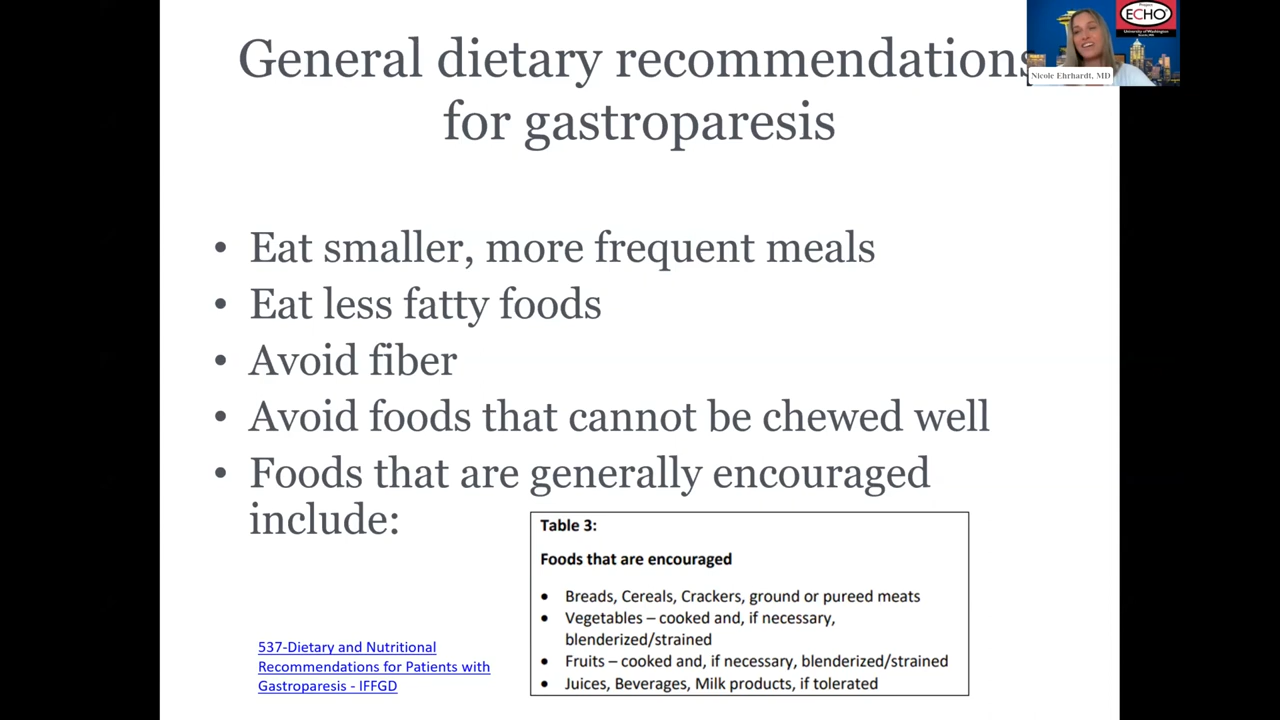 General dietary recommendations
for gastroparesis
Project
ECHO®
University of Washington
Nicole Ehrhardt, MD
• Eat smaller, more frequent meals
• Eat less fatty foods
• Avoid fiber
• Avoid foods that cannot be chewed well
• Foods that are generally encouraged
include:
Table 3:
Foods that are encouraged
• Breads, Cereals, Crackers, ground or pureed meats
• Vegetables – cooked and, if necessary,
blenderized/strained
• Fruits – cooked and, if necessary, blenderized/strained
• Juices, Beverages, Milk products, if tolerated
537-Dietary and Nutritional
Recommendations for Patients with
Gastroparesis - IFFGD